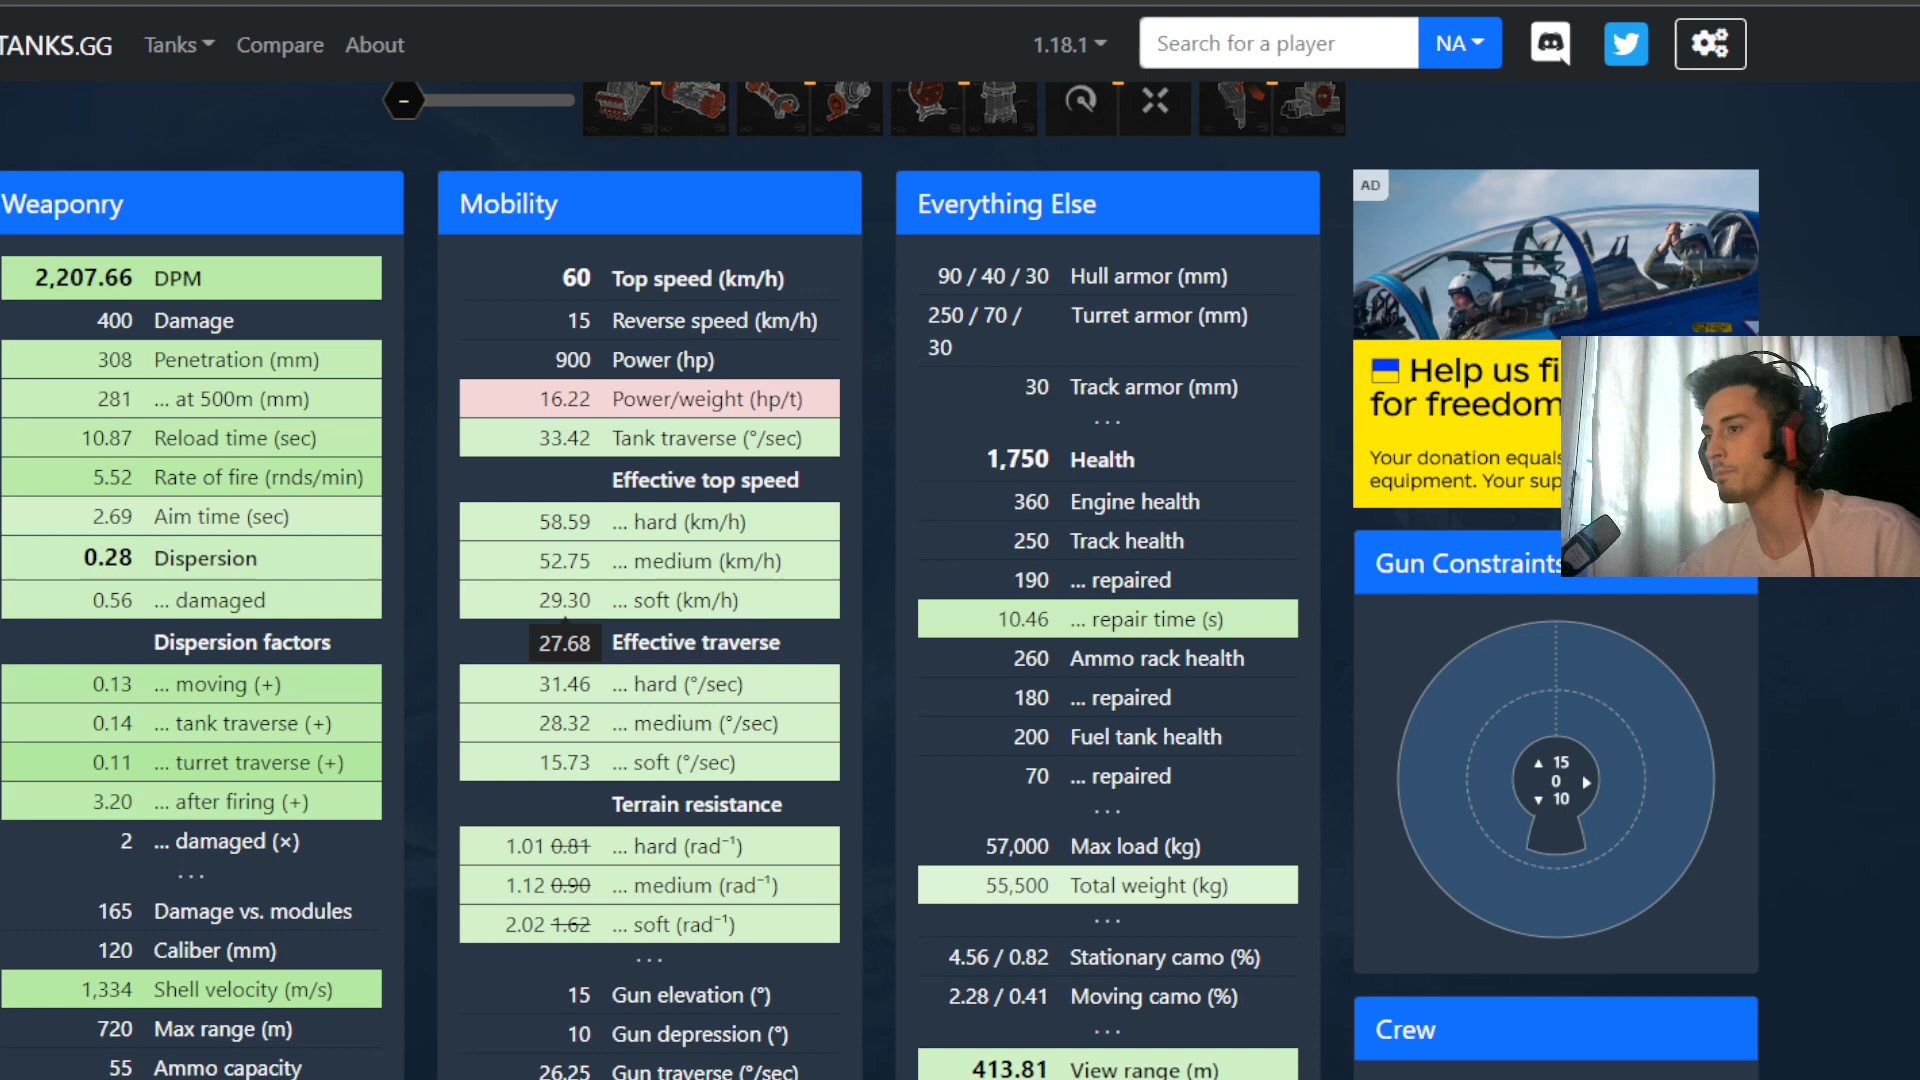 TANKS.GG
Tanks
Compare
About
1.18.1
Search for a player
NA
-
Weaponry
2,207.66 DPM
400 Damage
308 Penetration (mm)
281 ... at 500m (mm)
10.87 Reload time (sec)
5.52 Rate of fire (rnds/min)
2.69 Aim time (sec)
0.28 Dispersion
0.56 ... damaged
Dispersion factors
0.13 ... moving (+)
0.14 ... tank traverse (+)
0.11 ... turret traverse (+)
3.20 ... after firing (+)
2 ... damaged (×)
...
165 Damage vs. modules
120 Caliber (mm)
1,334 Shell velocity (m/s)
720 Max range (m)
55 Ammo capacity
Mobility
60 Top speed (km/h)
15 Reverse speed (km/h)
900 Power (hp)
16.22 Power/weight (hp/t)
33.42 Tank traverse (°/sec)
Effective top speed
58.59 ... hard (km/h)
52.75 ... medium (km/h)
29.30 ... soft (km/h)
27.68 Effective traverse
31.46 ... hard (°/sec)
28.32 ... medium (°/sec)
15.73 ... soft (°/sec)
Terrain resistance
1.01 0.81 ... hard (rad⁻¹)
1.12 0.90 ... medium (rad⁻¹)
2.02 1.62 ... soft (rad⁻¹)
...
15 Gun elevation (°)
10 Gun depression (°)
26.25 Gun traverse (°/sec)
Everything Else
90 / 40 / 30 Hull armor (mm)
250 / 70 / Turret armor (mm)
30
30 Track armor (mm)
...
1,750 Health
360 Engine health
250 Track health
190 ... repaired
10.46 ... repair time (s)
260 Ammo rack health
180 ... repaired
200 Fuel tank health
70 ... repaired
...
57,000 Max load (kg)
55,500 Total weight (kg)
...
4.56 / 0.82 Stationary camo (%)
2.28 / 0.41 Moving camo (%)
...
413.81 View range (m)
AD
Help us fi
for freedom
Your donation equals
equipment. Your sup
Gun Constraints
▲ 15
0 ▶
▼ 10
Crew